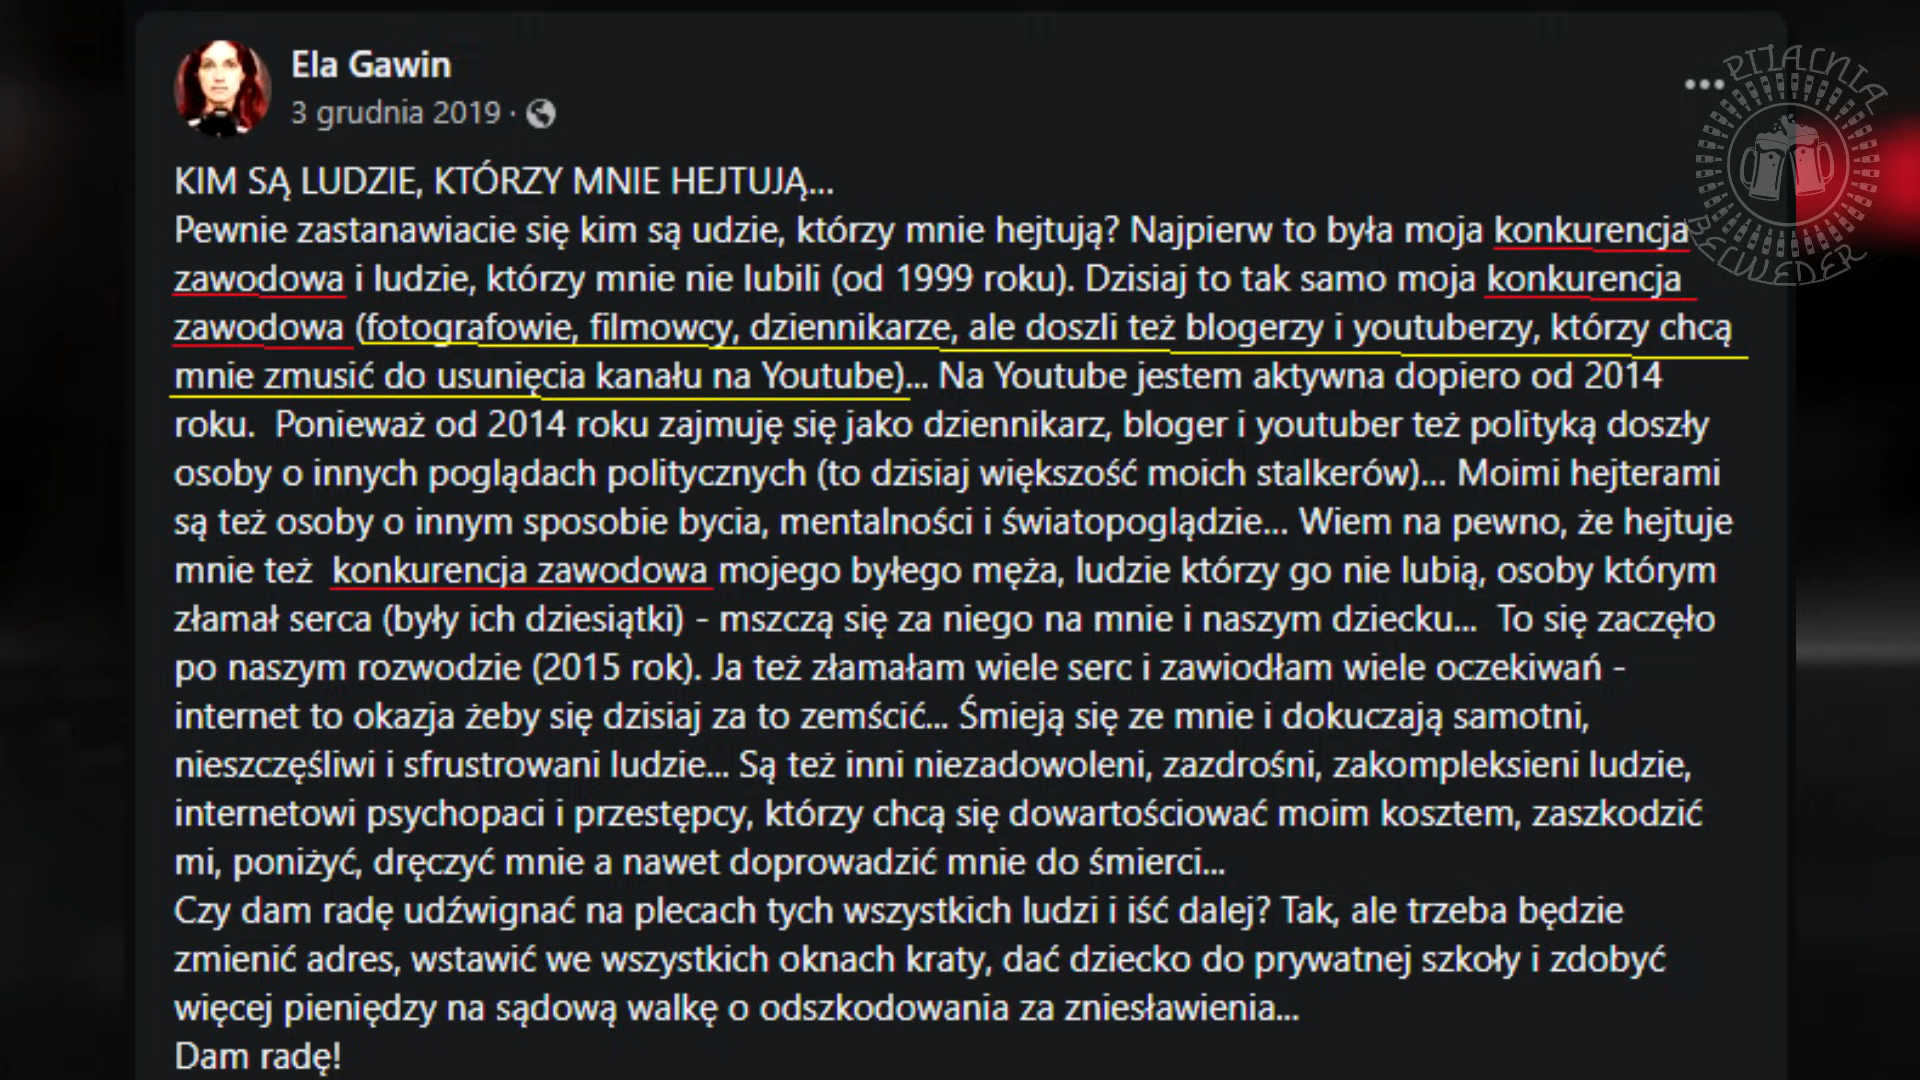 Ela Gawin
3 grudnia 2019 ·
PIJALNIA
BELWEDER
KIM SĄ LUDZIE, KTÓRZY MNIE HEJTUJĄ...
Pewnie zastanawiacie się kim są udzie, którzy mnie hejtują? Najpierw to była moja konkurencja
zawodowa i ludzie, którzy mnie nie lubili (od 1999 roku). Dzisiaj to tak samo moja konkurencja
zawodowa (fotografowie, filmowcy, dziennikarze, ale doszli też blogerzy i youtuberzy, którzy chcą
mnie zmusić do usunięcia kanału na Youtube)... Na Youtube jestem aktywna dopiero od 2014
roku. Ponieważ od 2014 roku zajmuję się jako dziennikarz, bloger i youtuber też polityką doszły
osoby o innych poglądach politycznych (to dzisiaj większość moich stalkerów)... Moimi hejterami
są też osoby o innym sposobie bycia, mentalności i światopoglądzie... Wiem na pewno, że hejtuje
mnie też konkurencja zawodowa mojego byłego męża, ludzie którzy go nie lubią, osoby którym
złamał serca (były ich dziesiątki) - mszczą się za niego na mnie i naszym dziecku... To się zaczęło
po naszym rozwodzie (2015 rok). Ja też złamałam wiele serc i zawiodłam wiele oczekiwań -
internet to okazja żeby się dzisiaj za to zemścić... Śmieją się ze mnie i dokuczają samotni,
nieszczęśliwi i sfrustrowani ludzie... Są też inni niezadowoleni, zazdrośni, zakompleksieni ludzie,
internetowi psychopaci i przestępcy, którzy chcą się dowartościować moim kosztem, zaszkodzić
mi, poniżyć, dręczyć mnie a nawet doprowadzić mnie do śmierci...
Czy dam radę udźwignać na plecach tych wszystkich ludzi i iść dalej? Tak, ale trzeba będzie
zmienić adres, wstawić we wszystkich oknach kraty, dać dziecko do prywatnej szkoły i zdobyć
więcej pieniędzy na sądową walkę o odszkodowania za zniesławienia...
Dam radę!